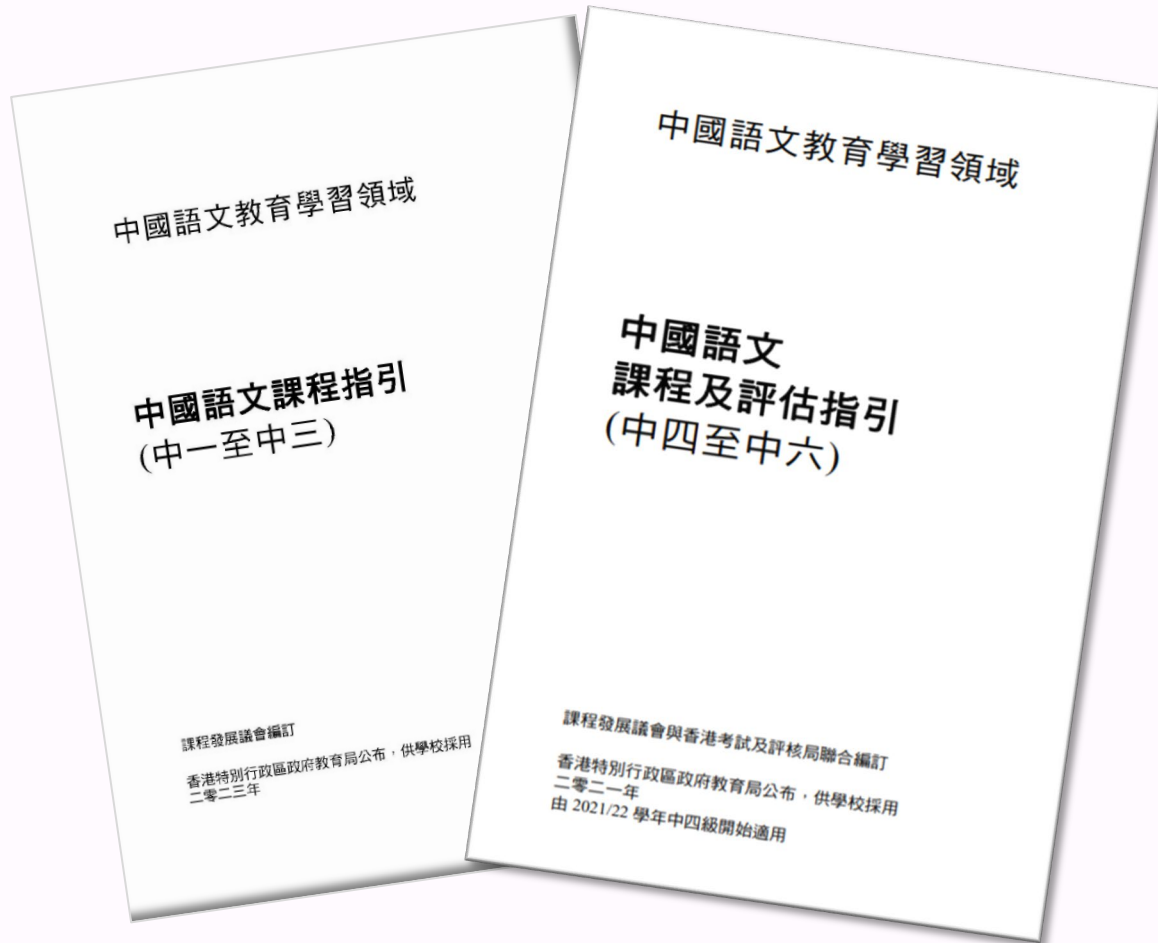 中國語文教育學習領域
中國語文課程指引
(中一至中三)
課程發展議會編訂
香港特別行政區政府教育局公布，供學校採用
二零二三年
中國語文教育學習領域
中國語文
課程及評估指引
(中四至中六)
課程發展議會與香港考試及評核局聯合編訂
香港特別行政區政府教育局公布，供學校採用
二零二一年
由 2021/22 學年中四級開始適用